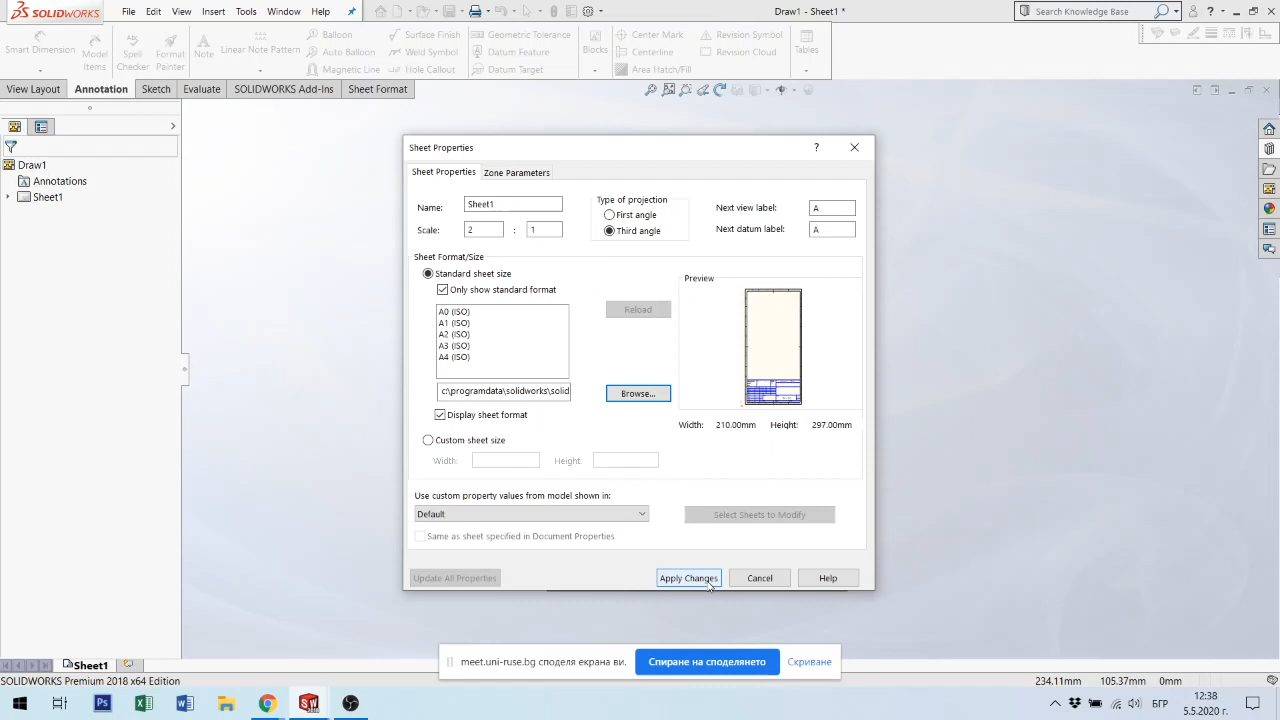 SOLIDWORKS File Edit View Insert Tools Window Help Draw1 - Sheet1 * Search Knowledge Base
Smart Dimension Spell Checker Format Painter Note Linear Note Pattern Balloon Surface Finish Geometric Tolerance Blocks Center Mark Revision Symbol Tables
Model Items Auto Balloon Weld Symbol Datum Feature Centerline Revision Cloud
Magnetic Line Hole Callout Datum Target Area Hatch/Fill
View Layout Annotation Sketch Evaluate SOLIDWORKS Add-Ins Sheet Format
Draw1
Annotations
Sheet1
Sheet Properties ?
Sheet Properties Zone Parameters
Name: Sheet1
Scale: 2 : 1
Type of projection
First angle
Third angle
Next view label: A
Next datum label: A
Sheet Format/Size
Standard sheet size
Only show standard format
A0 (ISO)
A1 (ISO)
A2 (ISO)
A3 (ISO)
A4 (ISO)
Reload
c\programdata\solidworks\solid
Browse...
Display sheet format
Custom sheet size
Width: Height:
Preview
Width: 210.00mm Height: 297.00mm
Use custom property values from model shown in:
Default
Select Sheets to Modify
Same as sheet specified in Document Properties
Update All Properties Apply Changes Cancel Help
meet.uni-ruse.bg споделя екрана ви. Спиране на споделянето Скриване
Sheet1
SOLIDWORKS Premium 2018 x64 Edition 234.11mm 105.37mm 0mm
БГР 12:38
5.5.2020 г.